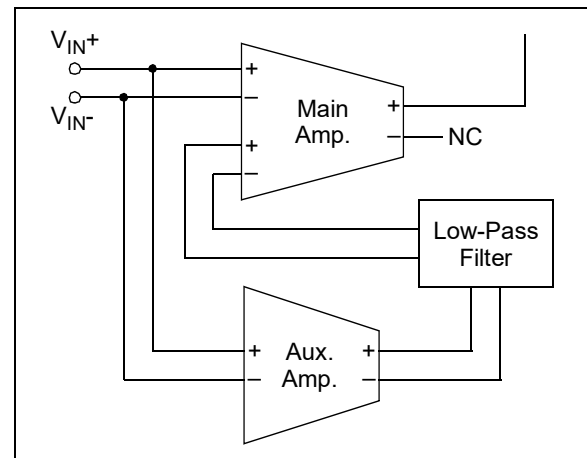 V_IN+
V_IN-
+
−
+
−
Main
Amp.
+
−
NC
Low-Pass
Filter
+
−
Aux.
Amp.
+
−